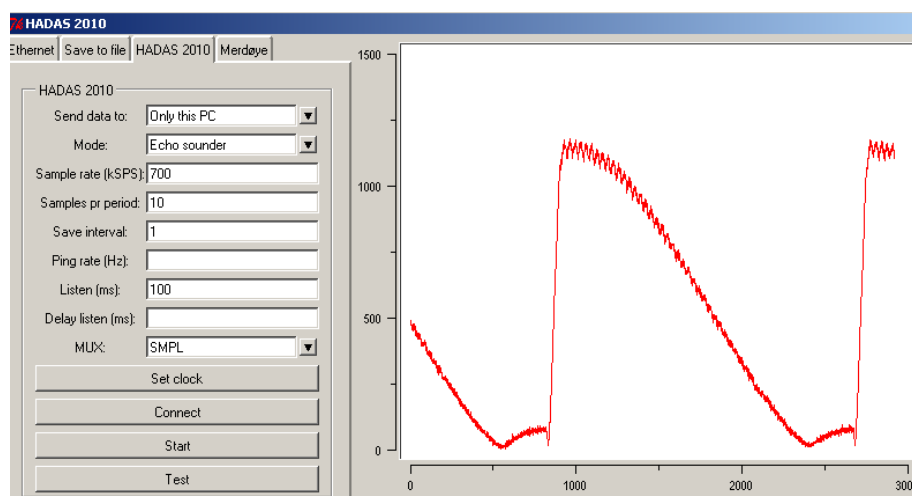 HADAS 2010
Ethernet Save to file HADAS 2010 Merdøye
HADAS 2010
Send data to: Only this PC
Mode: Echo sounder
Sample rate (kSPS): 700
Samples pr period: 10
Save interval: 1
Ping rate (Hz):
Listen (ms): 100
Delay listen (ms):
MUX: SMPL
Set clock
Connect
Start
Test
1500
1000
500
0
0 1000 2000 300